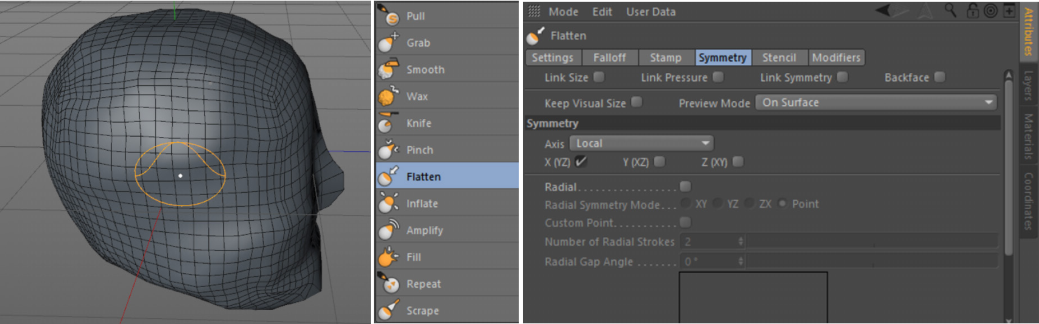 Pull
Grab
Smooth
Wax
Knife
Pinch
Flatten
Inflate
Amplify
Fill
Repeat
Scrape
Mode Edit User Data
Flatten
Settings Falloff Stamp Symmetry Stencil Modifiers
Link Size Link Pressure Link Symmetry Backface
Keep Visual Size Preview Mode On Surface
Symmetry
Axis Local
X (YZ) Y (XZ) Z (XY)
Radial
Radial Symmetry Mode... XY YZ ZX Point
Custom Point
Number of Radial Strokes 2
Radial Gap Angle 0 °
Attributes
Layers
Materials
Coordinates